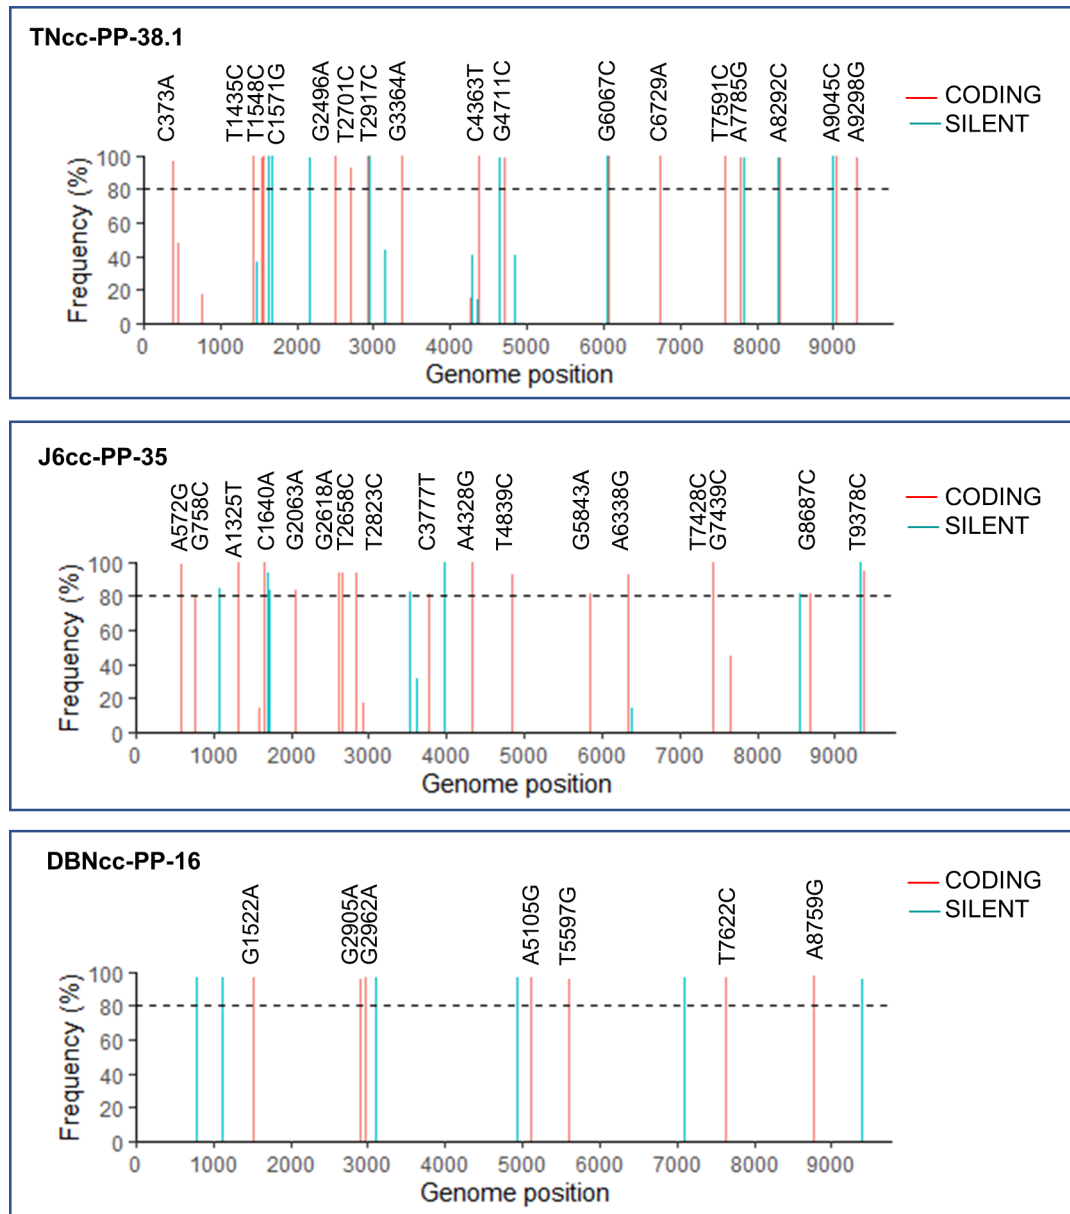 TNcc-PP-38.1
C373A T1435C T1548C C1571G G2496A T2701C T2917C G3364A C4363T G4711C G6067C C6729A T7591C A7785G A8292C A9045C A9298G
CODING
SILENT
Frequency (%)
100
80
60
40
20
0
0 1000 2000 3000 4000 5000 6000 7000 8000 9000
Genome position
J6cc-PP-35
A572G G758C A1325T C1640A G2063A G2618A T2658C T2823C C3777T A4328G T4839C G5843A A6338G T7428C G7439C G8687C T9378C
CODING
SILENT
Frequency (%)
100
80
60
40
20
0
0 1000 2000 3000 4000 5000 6000 7000 8000 9000
Genome position
DBNcc-PP-16
G1522A G2905A G2962A A5105G T5597G T7622C A8759G
CODING
SILENT
Frequency (%)
100
80
60
40
20
0
0 1000 2000 3000 4000 5000 6000 7000 8000 9000
Genome position